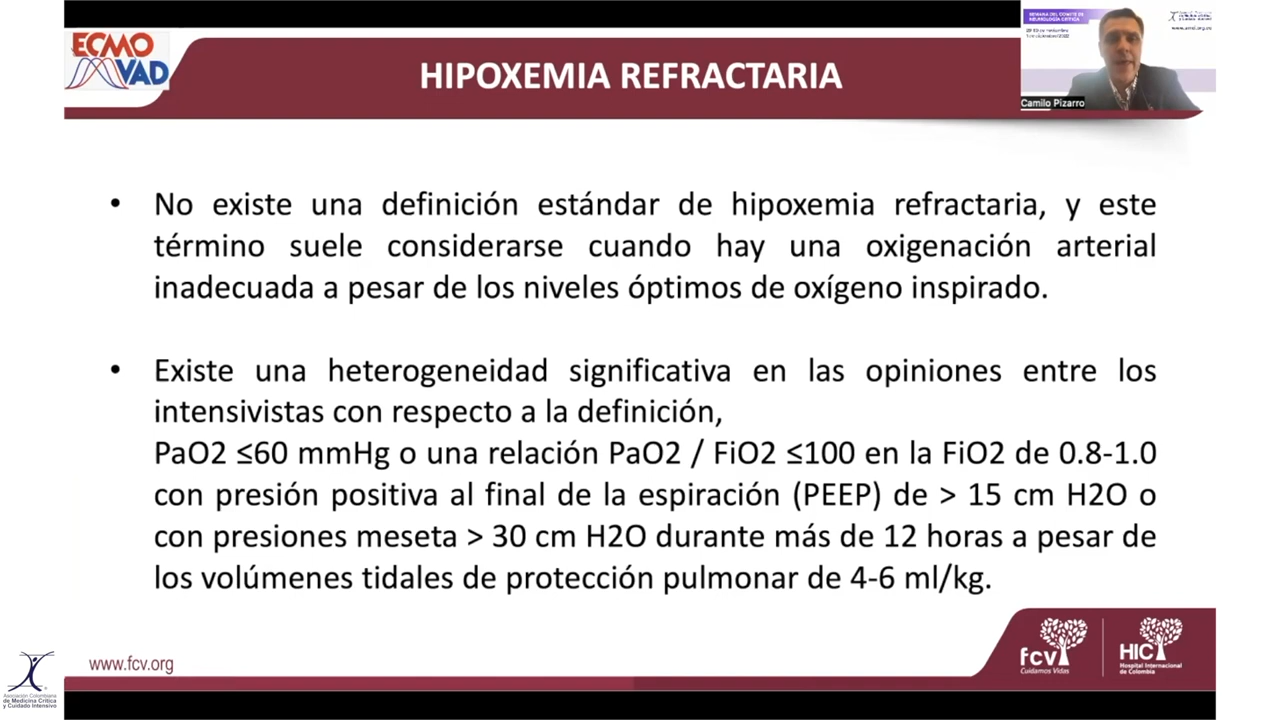 ECMO
VAD
HIPOXEMIA REFRACTARIA
SEMANA DEL COMITÉ DE
NEUMOLOGÍA CRÍTICA
Camilo Pizarro
• No existe una definición estándar de hipoxemia refractaria, y este
término suele considerarse cuando hay una oxigenación arterial
inadecuada a pesar de los niveles óptimos de oxígeno inspirado.
• Existe una heterogeneidad significativa en las opiniones entre los
intensivistas con respecto a la definición,
PaO2 ≤60 mmHg o una relación PaO2 / FiO2 ≤100 en la FiO2 de 0.8-1.0
con presión positiva al final de la espiración (PEEP) de > 15 cm H2O o
con presiones meseta > 30 cm H2O durante más de 12 horas a pesar de
los volúmenes tidales de protección pulmonar de 4-6 ml/kg.
www.fcv.org
fcv
Cuidamos Vidas
HIC
Hospital Internacional
de Colombia
Asociación Colombiana
de Medicina Crítica
y Cuidado Intensivo